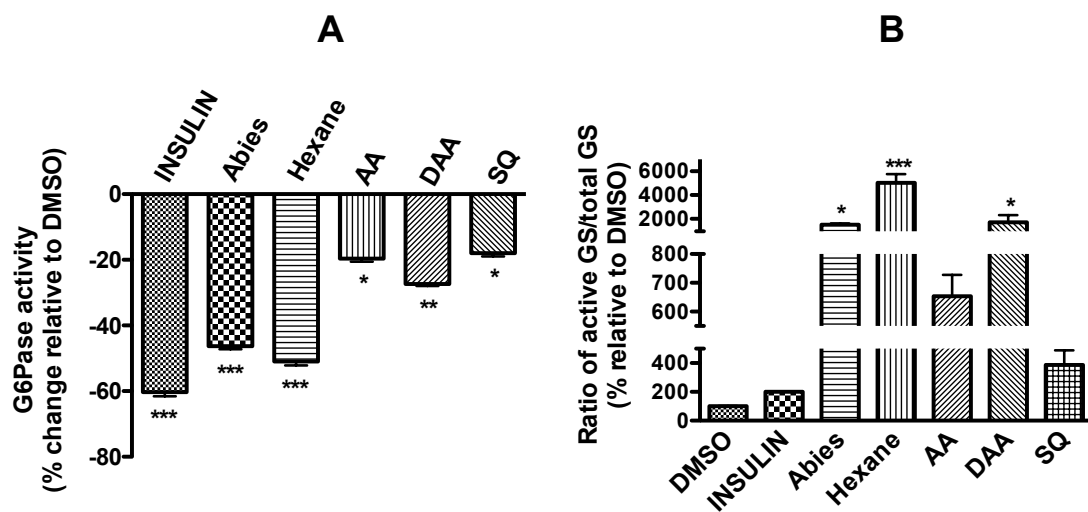 A
INSULIN
Abies
Hexane
AA
DAA
SQ
G6Pase activity
(% change relative to DMSO)
0
-20
-40
-60
-80
***
***
***
*
**
*
B
Ratio of active GS/total GS
(% relative to DMSO)
6000
4000
2000
800
700
600
400
200
0
*
***
*
DMSO
INSULIN
Abies
Hexane
AA
DAA
SQ